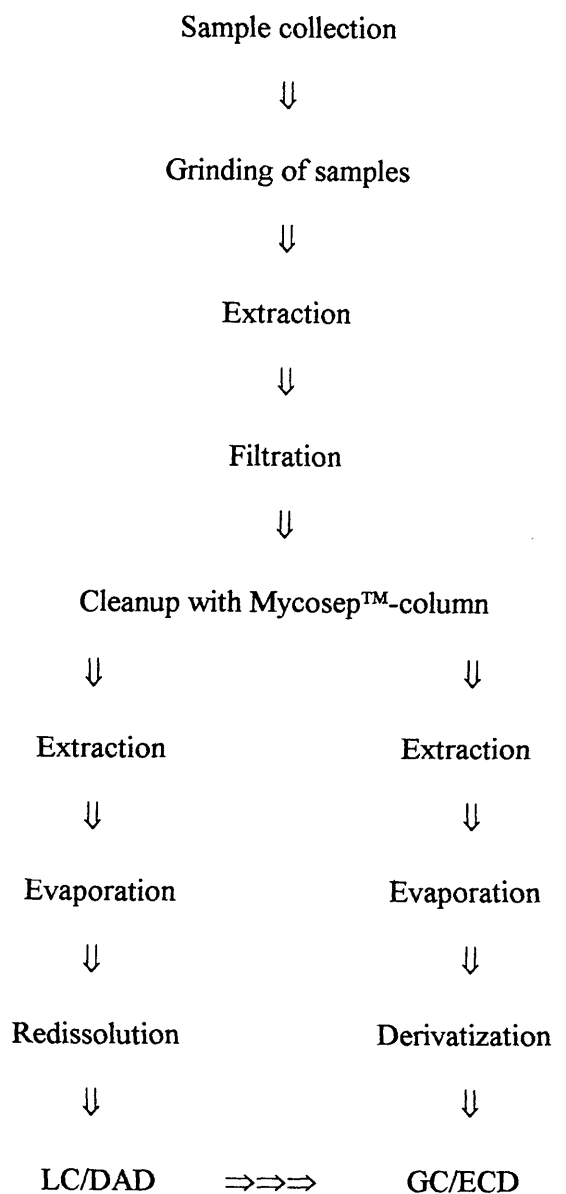 Sample collection
⇓
Grinding of samples
⇓
Extraction
⇓
Filtration
⇓
Cleanup with Mycosep™-column
⇓ ⇓
Extraction Extraction
⇓ ⇓
Evaporation Evaporation
⇓ ⇓
Redissolution Derivatization
⇓ ⇓
LC/DAD ⇒⇒⇒ GC/ECD